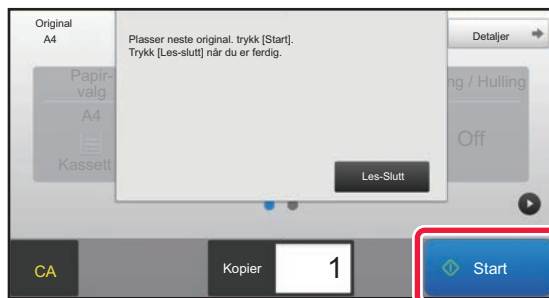 Original
A4
Plasser neste original. trykk [Start].
Trykk [Les-slutt] når du er ferdig.
Detaljer
Papir-
valg
A4
Kassett
ng / Hulling
Off
Les-Slutt
CA
Kopier
1
Start